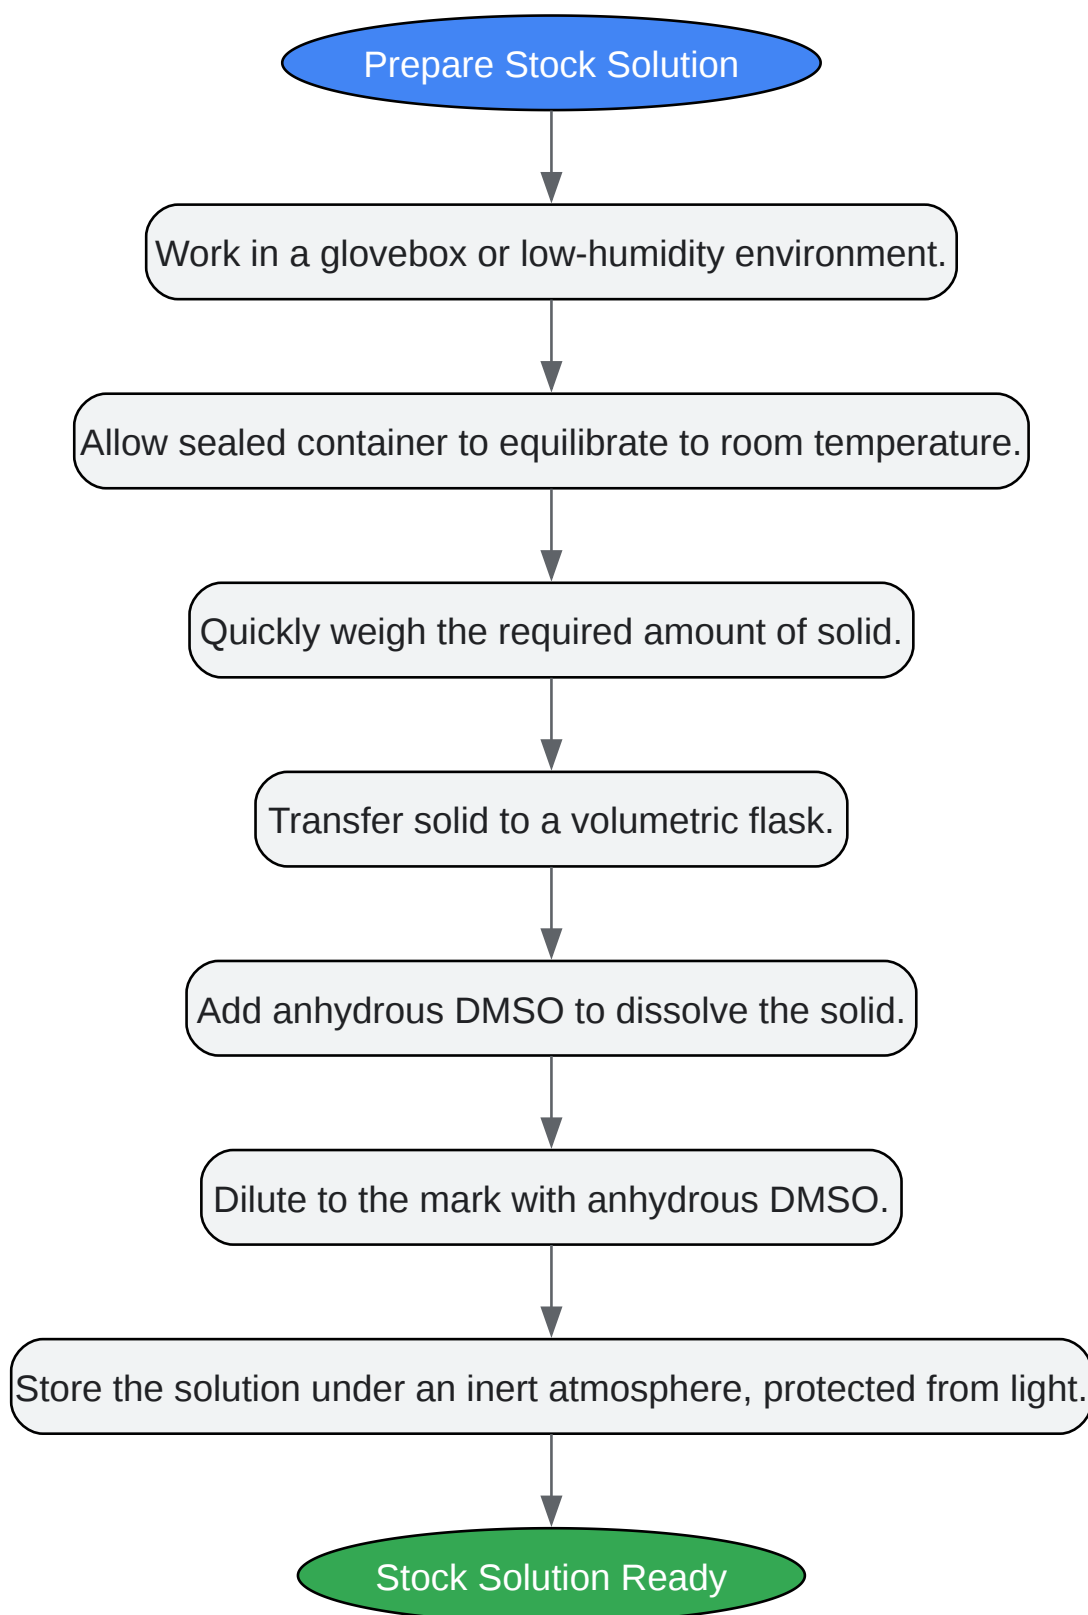 Prepare Stock Solution
Work in a glovebox or low-humidity environment.
Allow sealed container to equilibrate to room temperature.
Quickly weigh the required amount of solid.
Transfer solid to a volumetric flask.
Add anhydrous DMSO to dissolve the solid.
Dilute to the mark with anhydrous DMSO.
Store the solution under an inert atmosphere, protected from light.
Stock Solution Ready